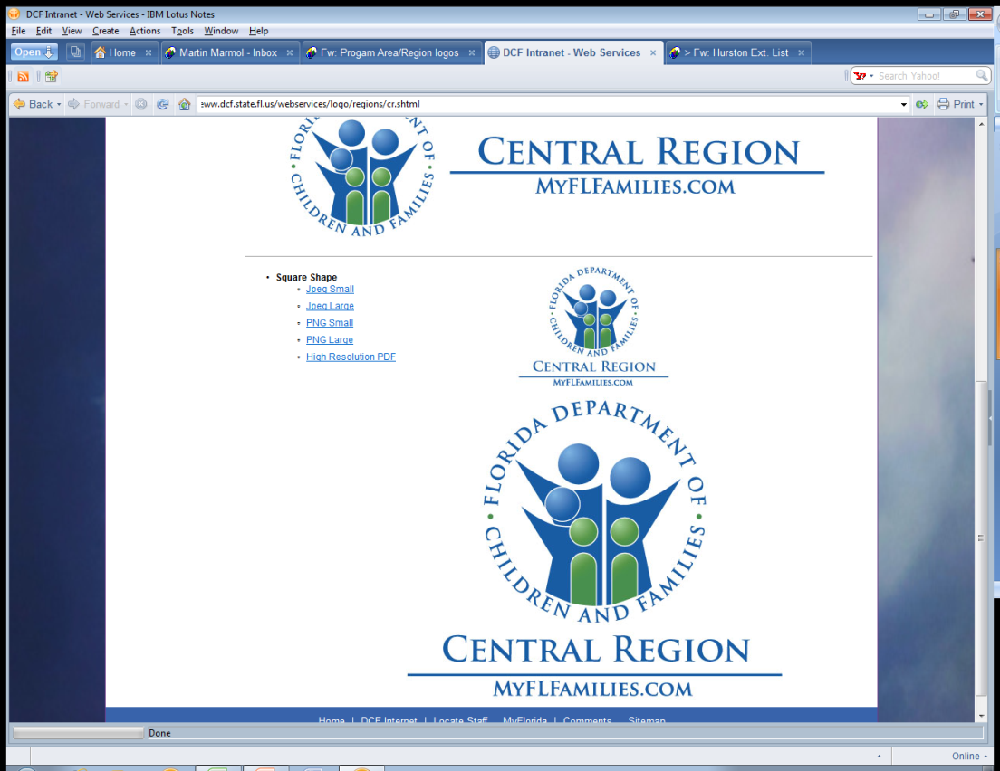 DCF Intranet - Web Services - IBM Lotus Notes
File Edit View Create Actions Tools Window Help
Open Home Martin Marmol - Inbox Fw: Progam Area/Region logos DCF Intranet - Web Services > Fw: Hurston Ext. List
Search Yahoo!
Back Forward www.dcf.state.fl.us/webservices/logo/regions/cr.shtml Print
FLORIDA DEPARTMENT OF
CHILDREN AND FAMILIES
CENTRAL REGION
MYFLFAMILIES.COM
• Square Shape
Jpeg Small
Jpeg Large
PNG Small
PNG Large
High Resolution PDF
FLORIDA DEPARTMENT OF
CHILDREN AND FAMILIES
CENTRAL REGION
MYFLFAMILIES.COM
FLORIDA DEPARTMENT OF
CHILDREN AND FAMILIES
CENTRAL REGION
MYFLFAMILIES.COM
Home | DCF Internet | Locate Staff | MyFlorida | Comments | Sitemap
Done
Online